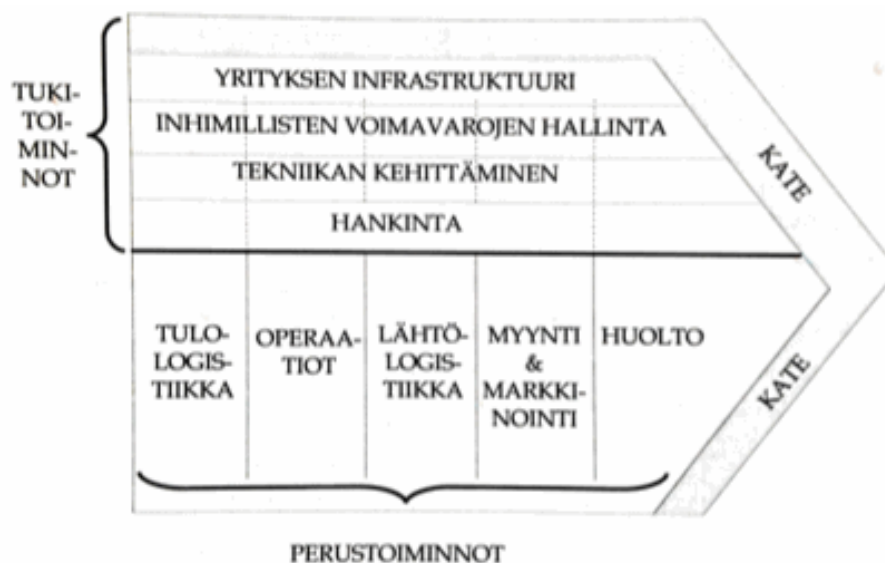 TUKI-
TOI-
MIN-
NOT
YRITYKSEN INFRASTRUKTUURI
INHIMILLISTEN VOIMAVAROJEN HALLINTA
TEKNIIKAN KEHITTÄMINEN
HANKINTA
KATE
TULO-
LOGIS-
TIIKKA
OPERAA-
TIOT
LÄHTÖ-
LOGIS-
TIIKKA
MYYNTI
&
MARKKI-
NOINTI
HUOLTO
KATE
PERUSTOIMINNOT